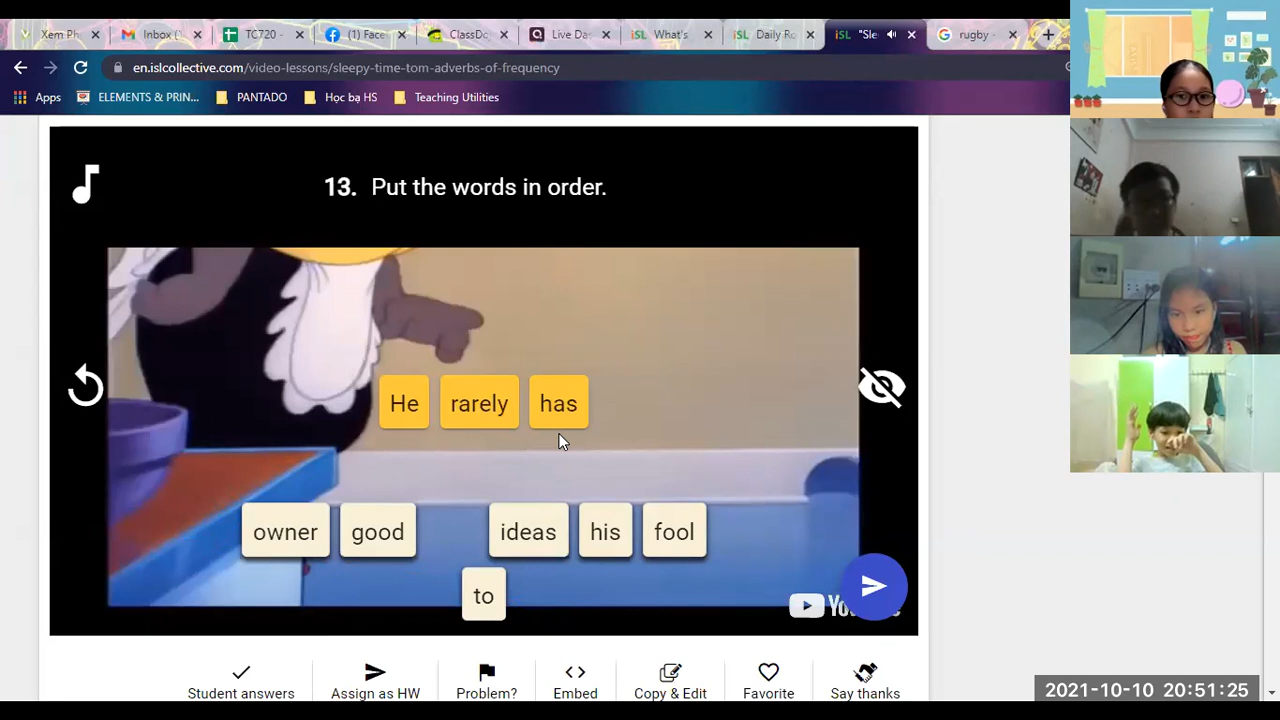 Xem Ph
Inbox (
TC720 -
(1) Face
ClassDo
Live Das
What's
Daily Ro
"Sle
rugby -
en.islcollective.com/video-lessons/sleepy-time-tom-adverbs-of-frequency
Apps ELEMENTS & PRIN... PANTADO Học bạ HS Teaching Utilities
13. Put the words in order.
He rarely has
owner good ideas his fool
to
Student answers Assign as HW Problem? Embed Copy & Edit Favorite Say thanks
2021-10-10 20:51:25